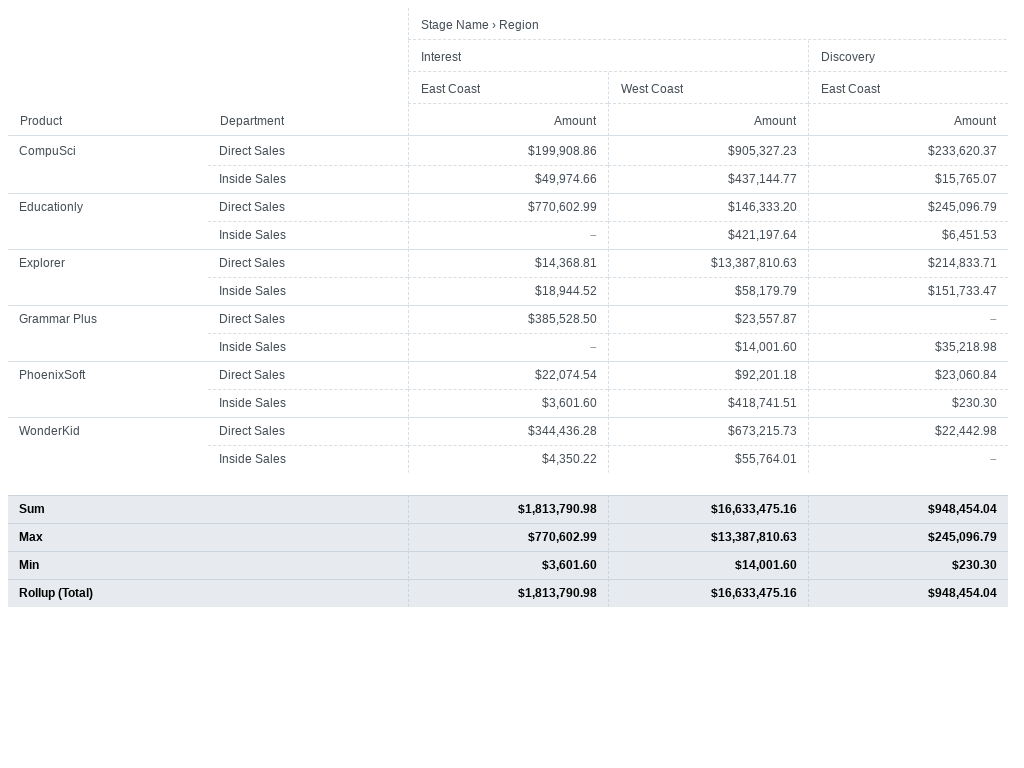 Stage Name › Region
Interest Discovery
East Coast West Coast East Coast
Product Department Amount Amount Amount
CompuSci Direct Sales $199,908.86 $905,327.23 $233,620.37
Inside Sales $49,974.66 $437,144.77 $15,765.07
Educationly Direct Sales $770,602.99 $146,333.20 $245,096.79
Inside Sales – $421,197.64 $6,451.53
Explorer Direct Sales $14,368.81 $13,387,810.63 $214,833.71
Inside Sales $18,944.52 $58,179.79 $151,733.47
Grammar Plus Direct Sales $385,528.50 $23,557.87 –
Inside Sales – $14,001.60 $35,218.98
PhoenixSoft Direct Sales $22,074.54 $92,201.18 $23,060.84
Inside Sales $3,601.60 $418,741.51 $230.30
WonderKid Direct Sales $344,436.28 $673,215.73 $22,442.98
Inside Sales $4,350.22 $55,764.01 –
Sum $1,813,790.98 $16,633,475.16 $948,454.04
Max $770,602.99 $13,387,810.63 $245,096.79
Min $3,601.60 $14,001.60 $230.30
Rollup (Total) $1,813,790.98 $16,633,475.16 $948,454.04